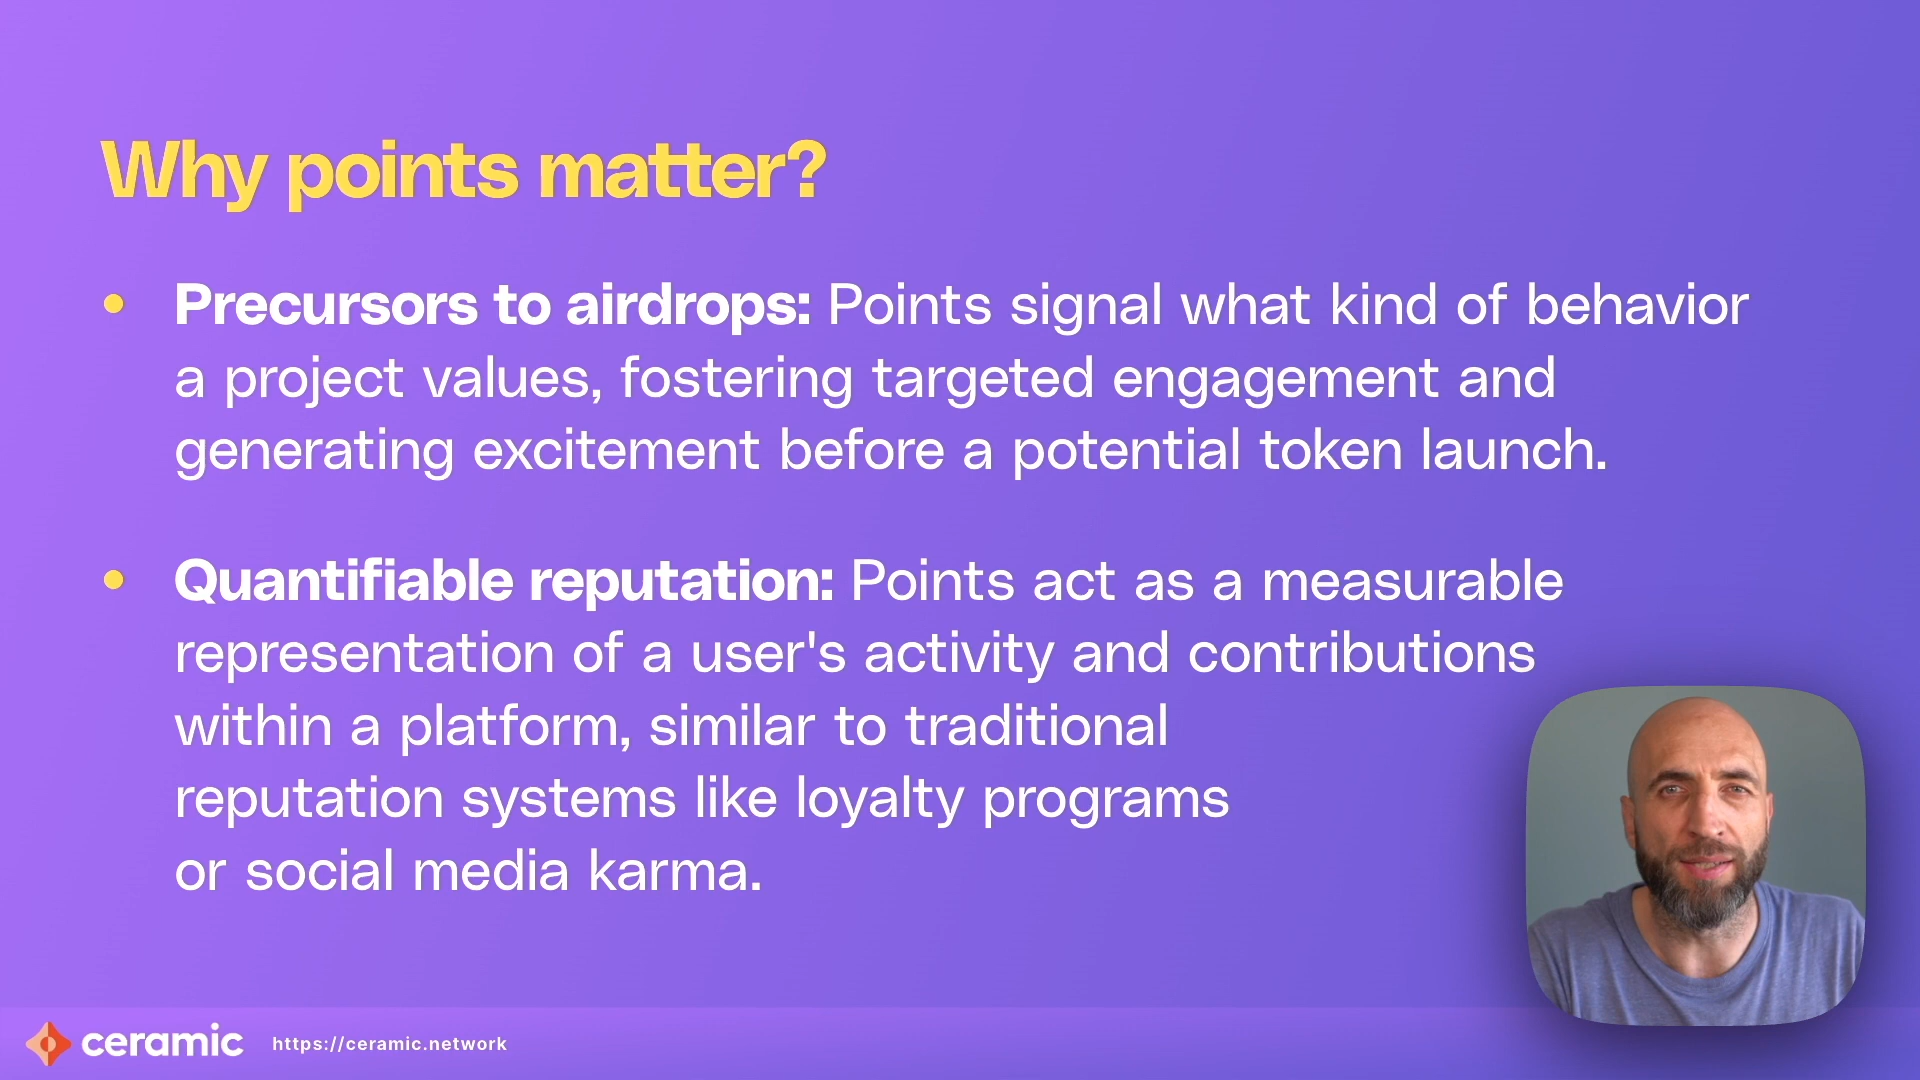 Why points matter?
• Precursors to airdrops: Points signal what kind of behavior
a project values, fostering targeted engagement and
generating excitement before a potential token launch.
• Quantifiable reputation: Points act as a measurable
representation of a user's activity and contributions
within a platform, similar to traditional
reputation systems like loyalty programs
or social media karma.
ceramic https://ceramic.network